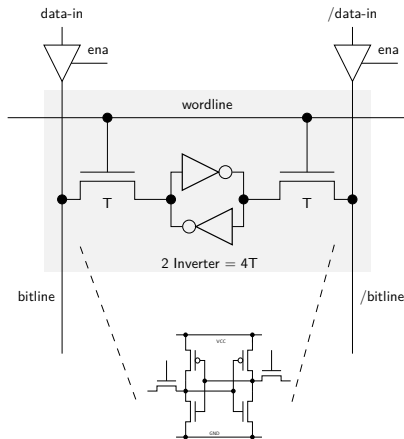 data-in /data-in
ena ena
wordline
T T
2 Inverter = 4T
bitline /bitline
VCC
GND